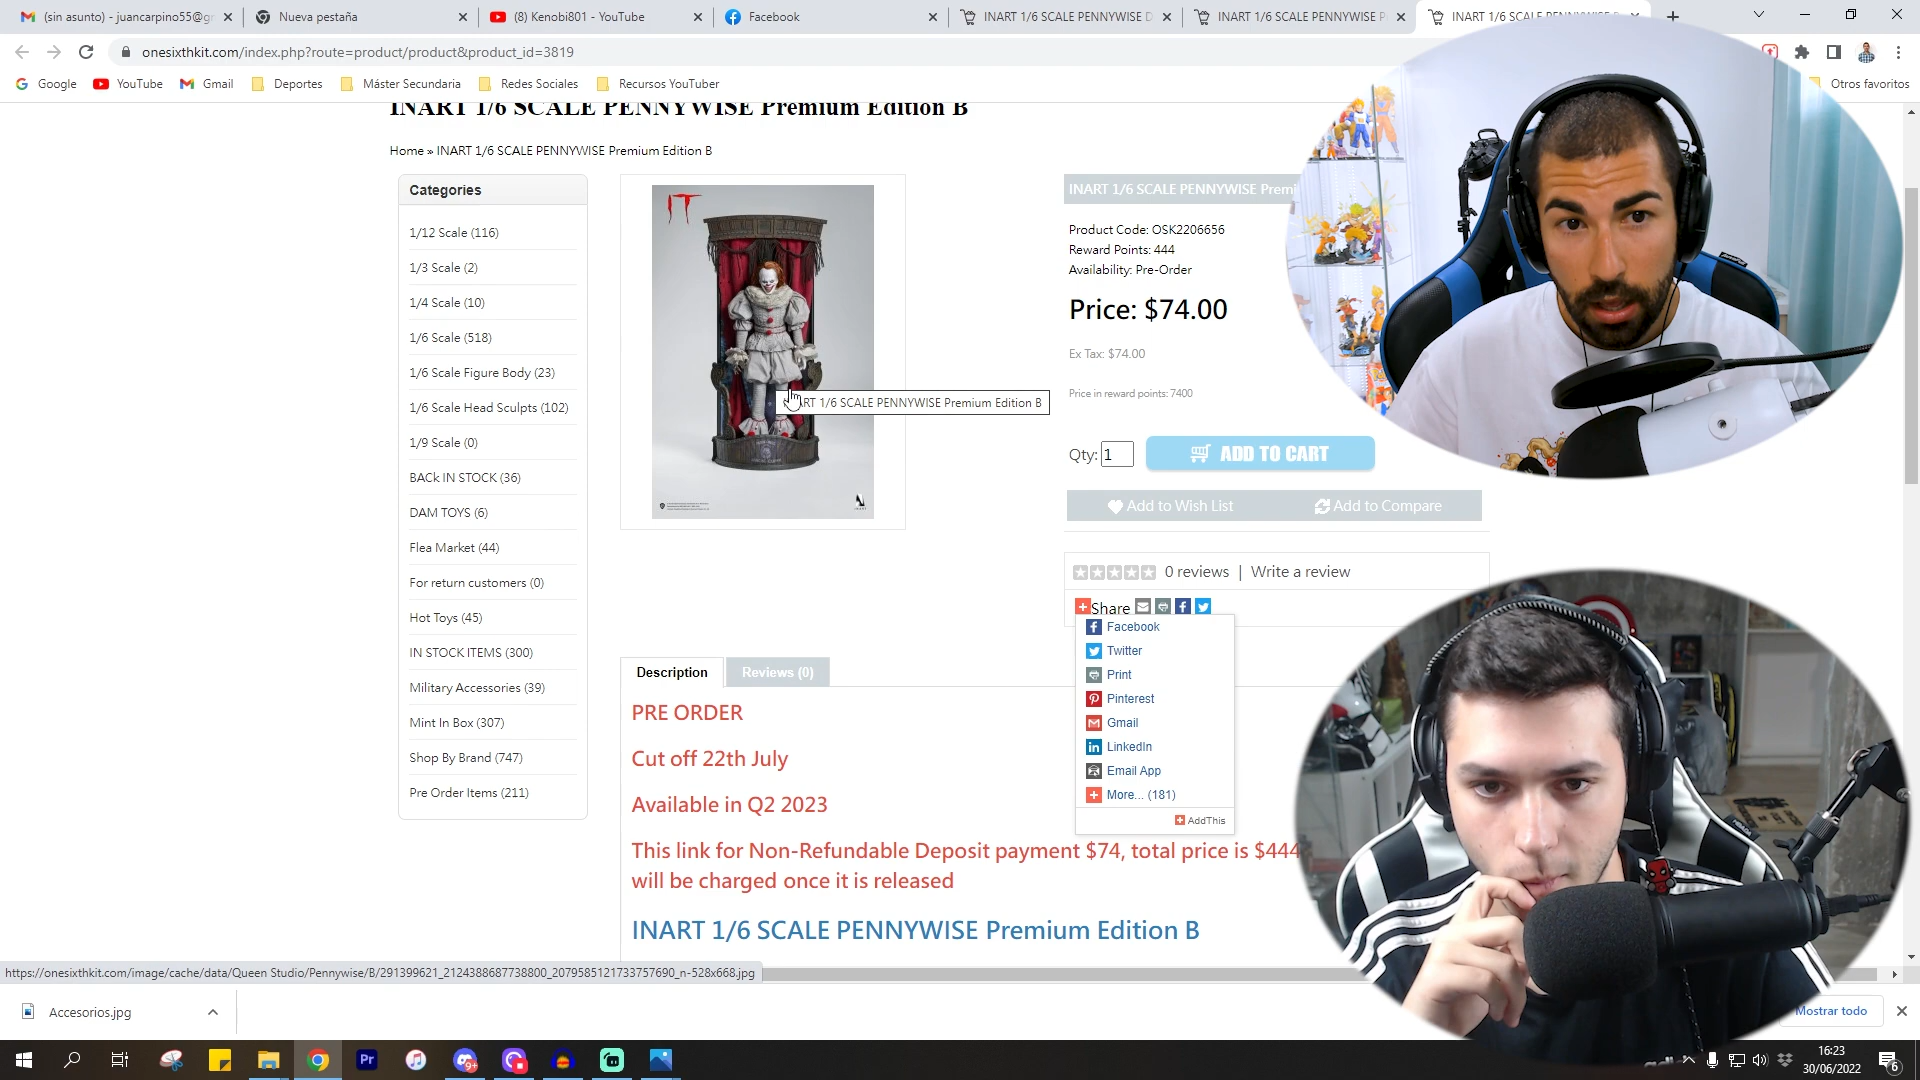 (sin asunto) - juancarpino55@g
Nueva pestaña
(8) Kenobi801 - YouTube
Facebook
INART 1/6 SCALE PENNYWISE D
INART 1/6 SCALE PENNYWISE P
INART 1/6 SCALE PENNYWISE P
onesixthkit.com/index.php?route=product/product&product_id=3819
Google
YouTube
Gmail
Deportes
Máster Secundaria
Redes Sociales
Recursos YouTuber
Otros favoritos
INART 1/6 SCALE PENNYWISE Premium Edition B
Home » INART 1/6 SCALE PENNYWISE Premium Edition B
Categories
1/12 Scale (116)
1/3 Scale (2)
1/4 Scale (10)
1/6 Scale (518)
1/6 Scale Figure Body (23)
1/6 Scale Head Sculpts (102)
1/9 Scale (0)
BACk IN STOCK (36)
DAM TOYS (6)
Flea Market (44)
For return customers (0)
Hot Toys (45)
IN STOCK ITEMS (300)
Military Accessories (39)
Mint In Box (307)
Shop By Brand (747)
Pre Order Items (211)
IT
RT 1/6 SCALE PENNYWISE Premium Edition B
INART 1/6 SCALE PENNYWISE Premi
Product Code: OSK2206656
Reward Points: 444
Availability: Pre-Order
Price: $74.00
Ex Tax: $74.00
Price in reward points: 7400
Qty: 1
ADD TO CART
Add to Wish List
Add to Compare
0 reviews | Write a review
Share
Facebook
Twitter
Print
Pinterest
Gmail
LinkedIn
Email App
More... (181)
AddThis
Description
Reviews (0)
PRE ORDER
Cut off 22th July
Available in Q2 2023
This link for Non-Refundable Deposit payment $74, total price is $444
will be charged once it is released
INART 1/6 SCALE PENNYWISE Premium Edition B
https://onesixthkit.com/image/cache/data/Queen Studio/Pennywise/B/291399621_2124388687738800_2079585121733757690_n-528x668.jpg
Accesorios.jpg
Mostrar todo
Pr
9+
16:23
30/06/2022
6